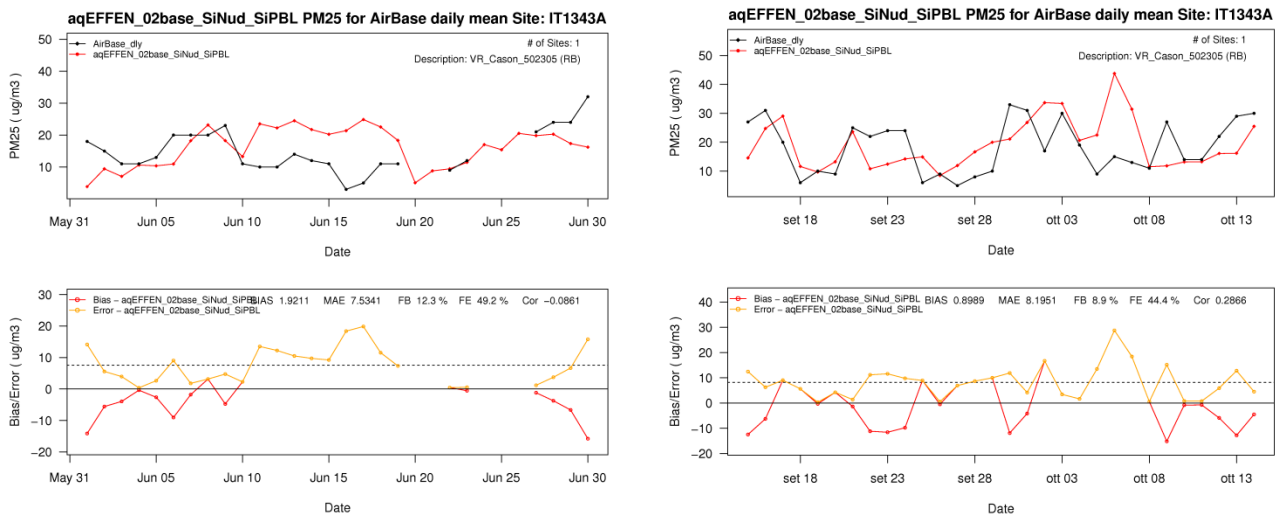 aqEFFEN_02base_SiNud_SiPBL PM25 for AirBase daily mean Site: IT1343A
50
40
30
20
10
PM25 ( ug/m3 )
AirBase_dly
aqEFFEN_02base_SiNud_SiPBL
# of Sites: 1
Description: VR_Cason_502305 (RB)
May 31
Jun 05
Jun 10
Jun 15
Jun 20
Jun 25
Jun 30
Date
30
20
10
0
−10
−20
Bias/Error ( ug/m3 )
Bias − aqEFFEN_02base_SiNud_SiPBL BIAS 1.9211 MAE 7.5341 FB 12.3 % FE 49.2 % Cor −0.0861
Error − aqEFFEN_02base_SiNud_SiPBL
May 31
Jun 05
Jun 10
Jun 15
Jun 20
Jun 25
Jun 30
Date
aqEFFEN_02base_SiNud_SiPBL PM25 for AirBase daily mean Site: IT1343A
50
40
30
20
10
PM25 ( ug/m3 )
AirBase_dly
aqEFFEN_02base_SiNud_SiPBL
# of Sites: 1
Description: VR_Cason_502305 (RB)
set 18
set 23
set 28
ott 03
ott 08
ott 13
Date
40
30
20
10
0
−10
−20
Bias/Error ( ug/m3 )
Bias − aqEFFEN_02base_SiNud_SiPBL BIAS 0.8989 MAE 8.1951 FB 8.9 % FE 44.4 % Cor 0.2866
Error − aqEFFEN_02base_SiNud_SiPBL
set 18
set 23
set 28
ott 03
ott 08
ott 13
Date